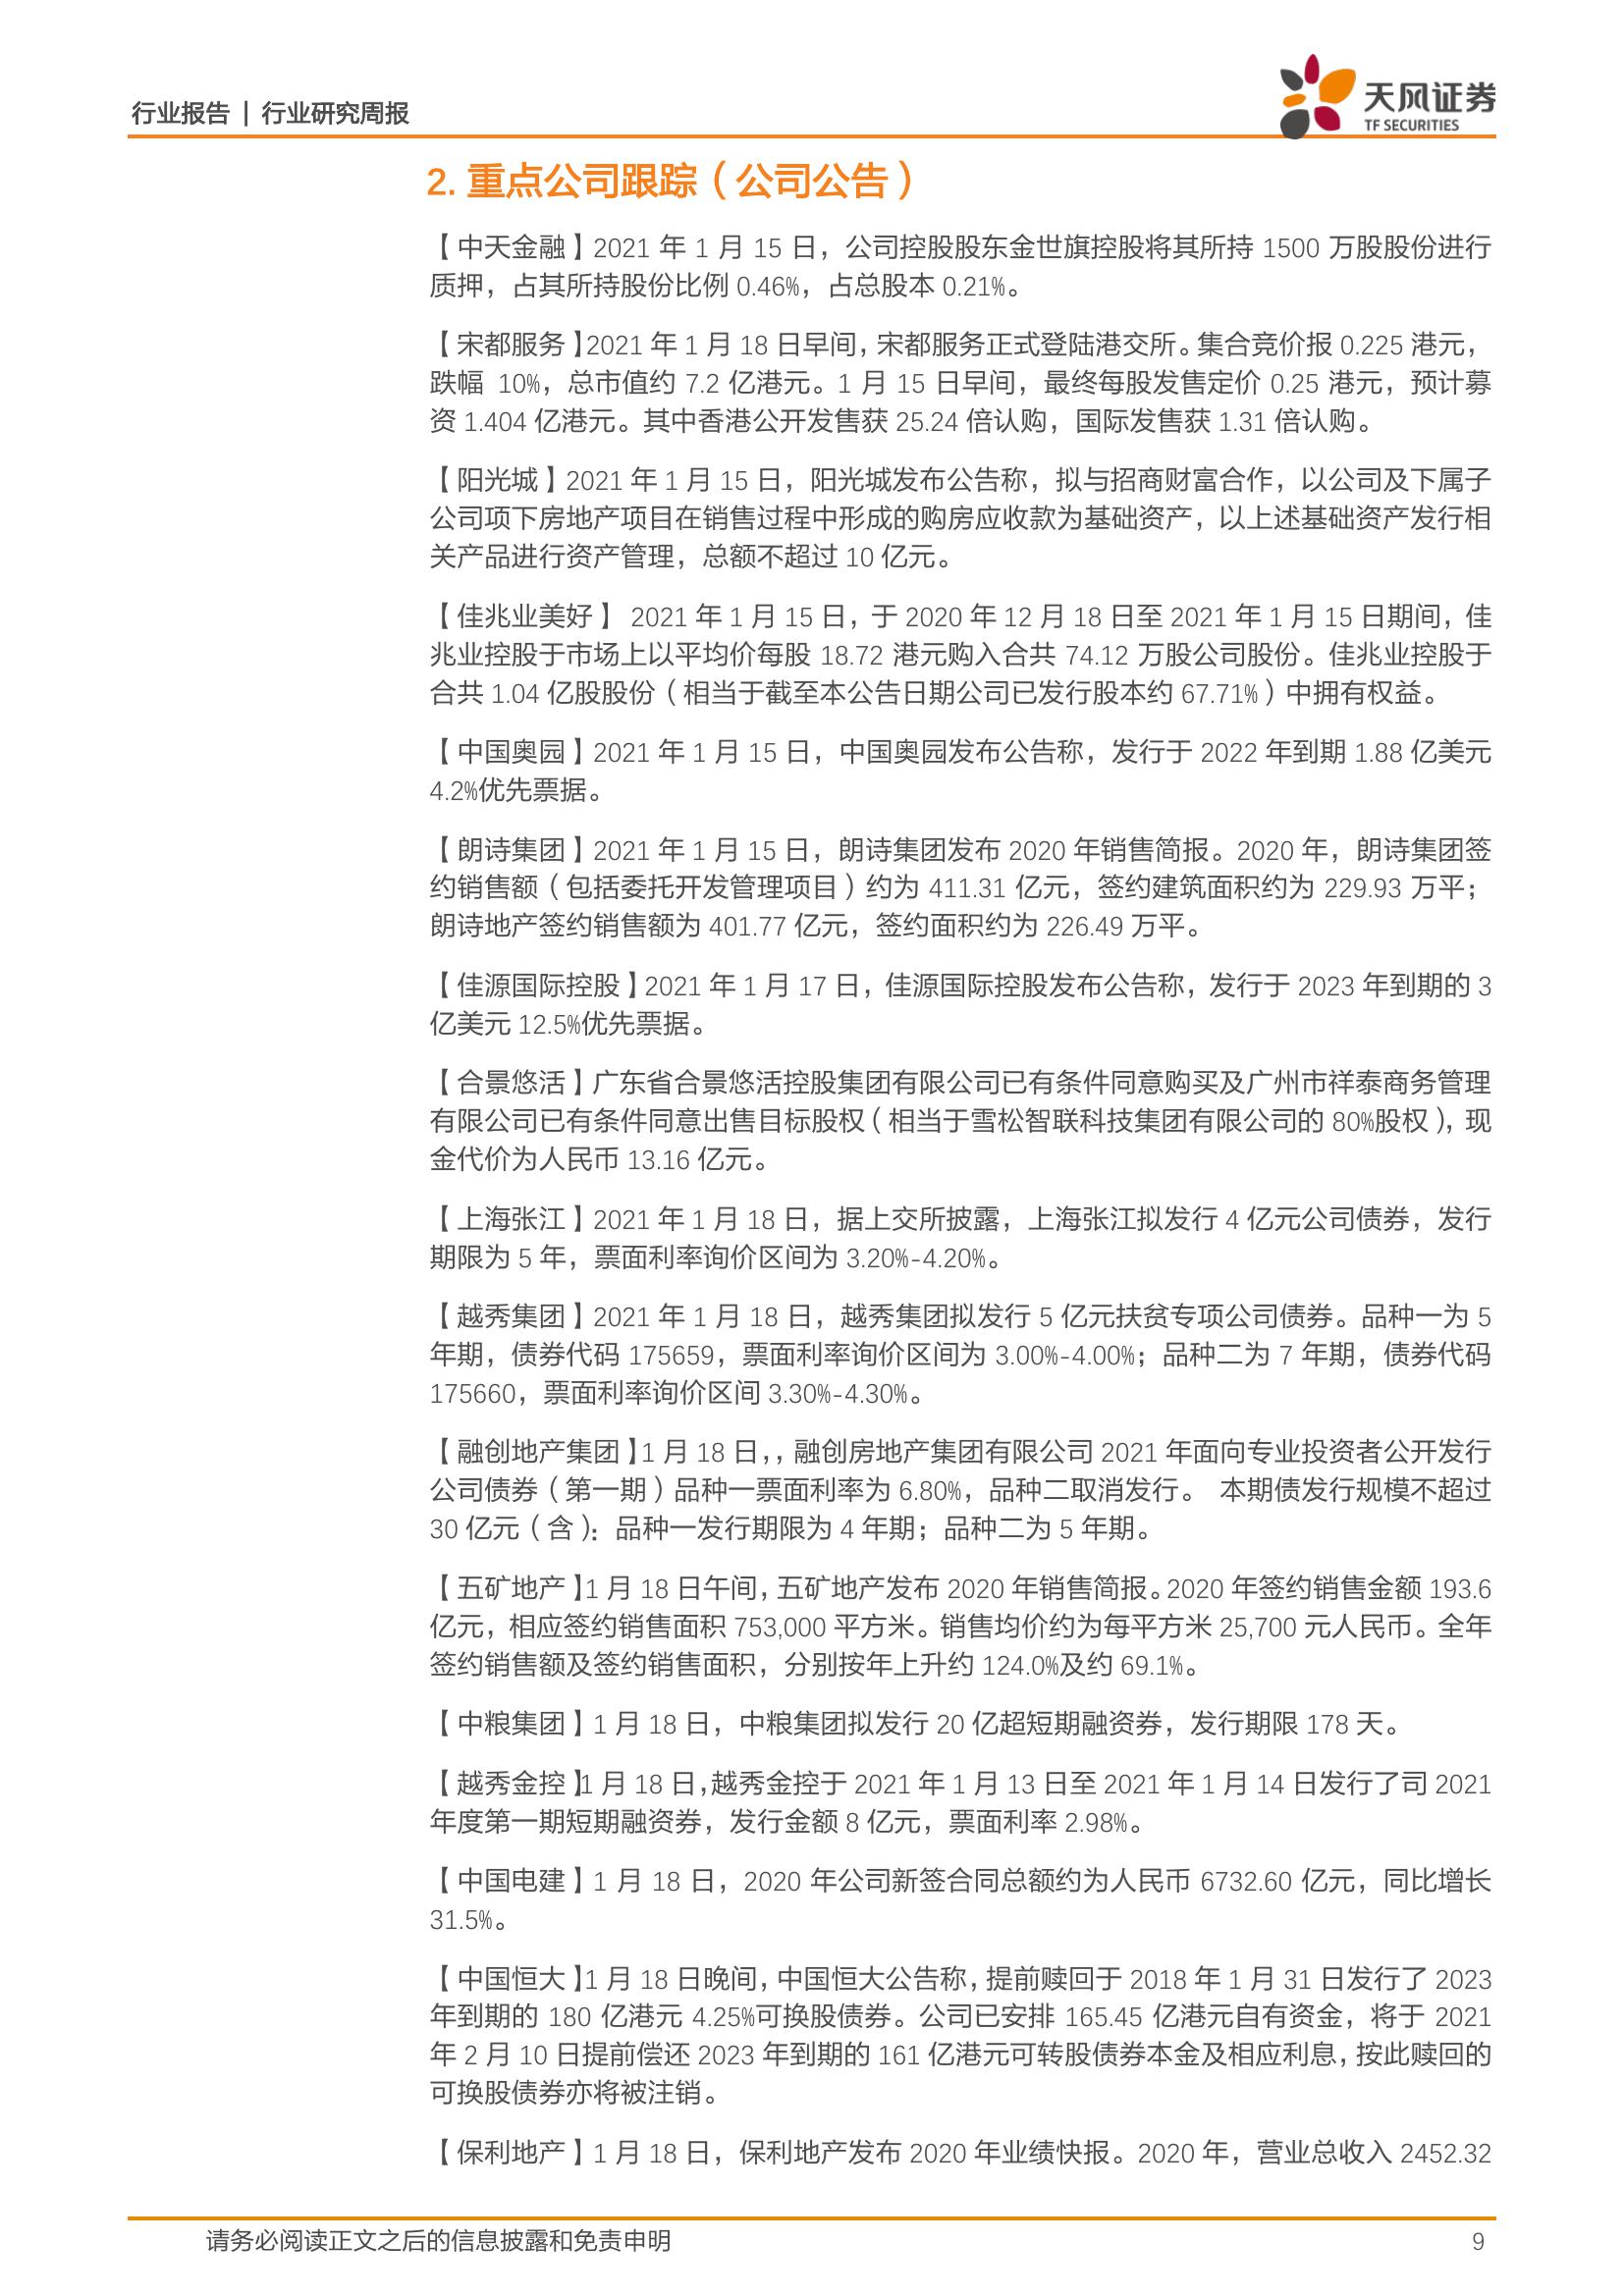 行业报告 | 行业研究周报
天风证券
TF SECURITIES
2. 重点公司跟踪（公司公告）
【中天金融】2021 年 1 月 15 日，公司控股股东金世旗控股将其所持 1500 万股股份进行
质押，占其所持股份比例 0.46%，占总股本 0.21%。
【宋都服务】2021 年 1 月 18 日早间，宋都服务正式登陆港交所。集合竞价报 0.225 港元，
跌幅 10%，总市值约 7.2 亿港元。1 月 15 日早间，最终每股发售定价 0.25 港元，预计募
资 1.404 亿港元。其中香港公开发售获 25.24 倍认购，国际发售获 1.31 倍认购。
【阳光城】2021 年 1 月 15 日，阳光城发布公告称，拟与招商财富合作，以公司及下属子
公司项下房地产项目在销售过程中形成的购房应收款为基础资产，以上述基础资产发行相
关产品进行资产管理，总额不超过 10 亿元。
【佳兆业美好】 2021 年 1 月 15 日，于 2020 年 12 月 18 日至 2021 年 1 月 15 日期间，佳
兆业控股于市场上以平均价每股 18.72 港元购入合共 74.12 万股公司股份。佳兆业控股于
合共 1.04 亿股股份（相当于截至本公告日期公司已发行股本约 67.71%）中拥有权益。
【中国奥园】2021 年 1 月 15 日，中国奥园发布公告称，发行于 2022 年到期 1.88 亿美元
4.2%优先票据。
【朗诗集团】2021 年 1 月 15 日，朗诗集团发布 2020 年销售简报。2020 年，朗诗集团签
约销售额（包括委托开发管理项目）约为 411.31 亿元，签约建筑面积约为 229.93 万平；
朗诗地产签约销售额为 401.77 亿元，签约面积约为 226.49 万平。
【佳源国际控股】2021 年 1 月 17 日，佳源国际控股发布公告称，发行于 2023 年到期的 3
亿美元 12.5%优先票据。
【合景悠活】广东省合景悠活控股集团有限公司已有条件同意购买及广州市祥泰商务管理
有限公司已有条件同意出售目标股权（相当于雪松智联科技集团有限公司的 80%股权），现
金代价为人民币 13.16 亿元。
【上海张江】2021 年 1 月 18 日，据上交所披露，上海张江拟发行 4 亿元公司债券，发行
期限为 5 年，票面利率询价区间为 3.20%-4.20%。
【越秀集团】2021 年 1 月 18 日，越秀集团拟发行 5 亿元扶贫专项公司债券。品种一为 5
年期，债券代码 175659，票面利率询价区间为 3.00%-4.00%；品种二为 7 年期，债券代码
175660，票面利率询价区间 3.30%-4.30%。
【融创地产集团】1 月 18 日，，融创房地产集团有限公司 2021 年面向专业投资者公开发行
公司债券（第一期）品种一票面利率为 6.80%，品种二取消发行。 本期债发行规模不超过
30 亿元（含）：品种一发行期限为 4 年期；品种二为 5 年期。
【五矿地产】1 月 18 日午间，五矿地产发布 2020 年销售简报。2020 年签约销售金额 193.6
亿元，相应签约销售面积 753,000 平方米。销售均价约为每平方米 25,700 元人民币。全年
签约销售额及签约销售面积，分别按年上升约 124.0%及约 69.1%。
【中粮集团】1 月 18 日，中粮集团拟发行 20 亿超短期融资券，发行期限 178 天。
【越秀金控】1 月 18 日，越秀金控于 2021 年 1 月 13 日至 2021 年 1 月 14 日发行了司 2021
年度第一期短期融资券，发行金额 8 亿元，票面利率 2.98%。
【中国电建】1 月 18 日，2020 年公司新签合同总额约为人民币 6732.60 亿元，同比增长
31.5%。
【中国恒大】1 月 18 日晚间，中国恒大公告称，提前赎回于 2018 年 1 月 31 日发行了 2023
年到期的 180 亿港元 4.25%可换股债券。公司已安排 165.45 亿港元自有资金，将于 2021
年 2 月 10 日提前偿还 2023 年到期的 161 亿港元可转股债券本金及相应利息，按此赎回的
可换股债券亦将被注销。
【保利地产】1 月 18 日，保利地产发布 2020 年业绩快报。2020 年，营业总收入 2452.32
请务必阅读正文之后的信息披露和免责申明
9